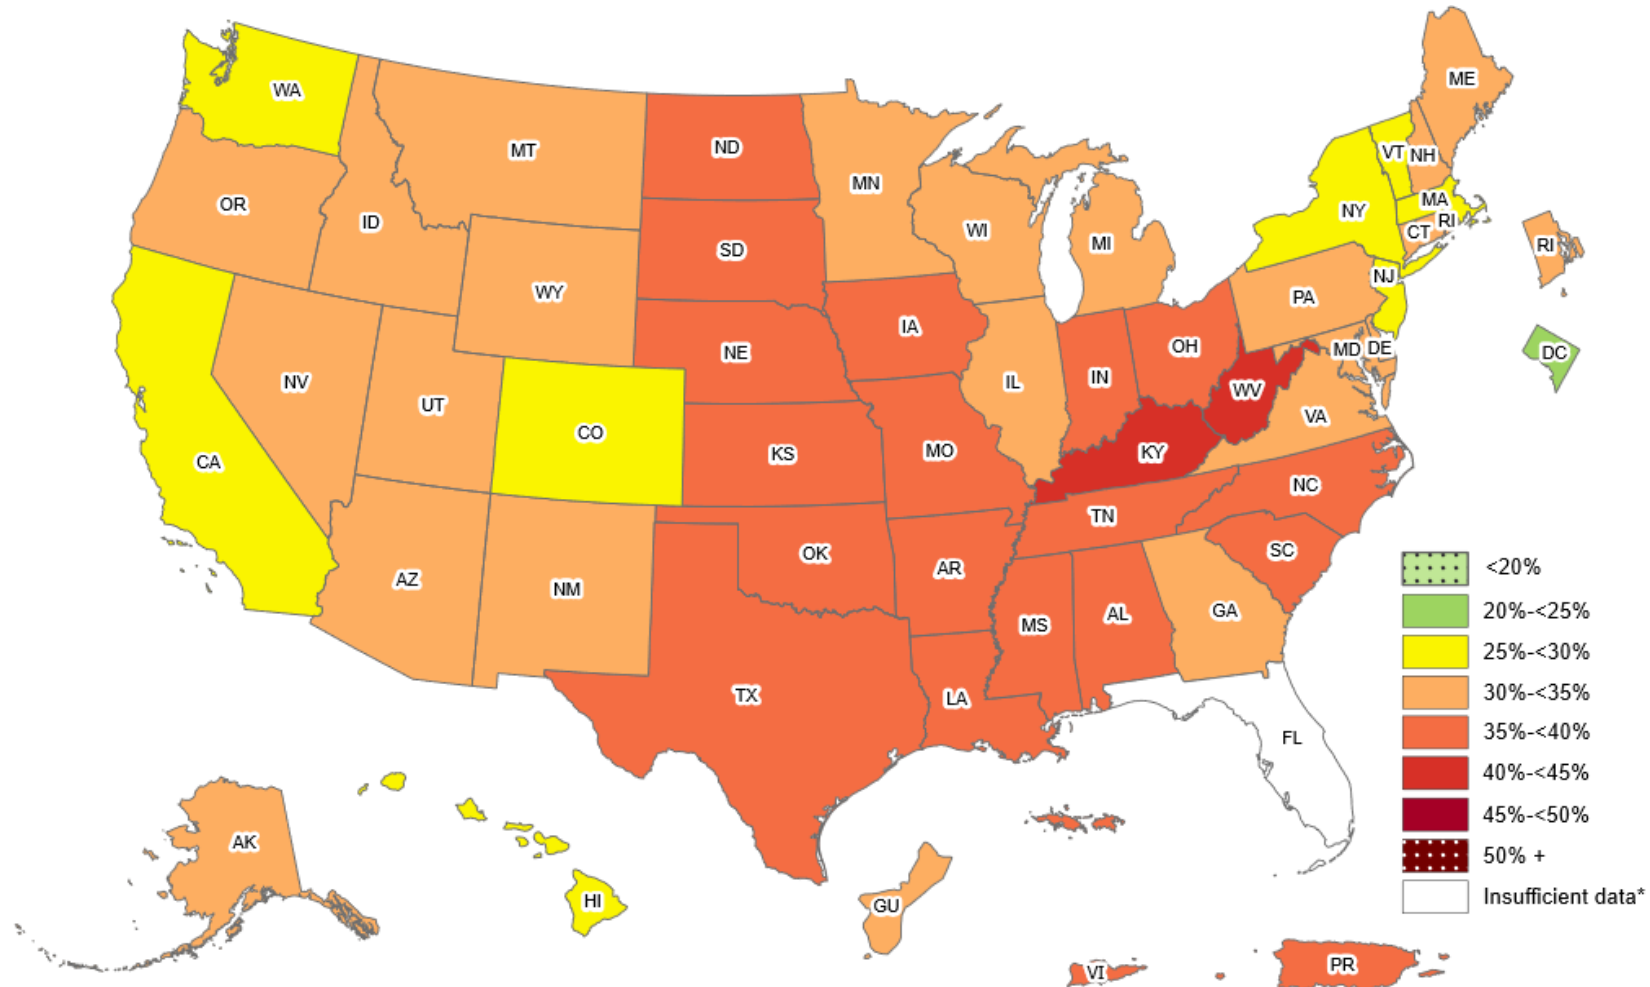 WA
MT
ND
MN
ME
VT
NH
OR
ID
WI
MI
NY
MA
RI
CT
RI
SD
WY
NJ
PA
IA
NE
OH
MD
DE
DC
NV
UT
CO
IL
IN
WV
VA
CA
KS
MO
KY
NC
TN
OK
SC
AZ
NM
AR
GA
MS
AL
TX
LA
FL
AK
HI
GU
VI
PR
<20%
20%-<25%
25%-<30%
30%-<35%
35%-<40%
40%-<45%
45%-<50%
50% +
Insufficient data*